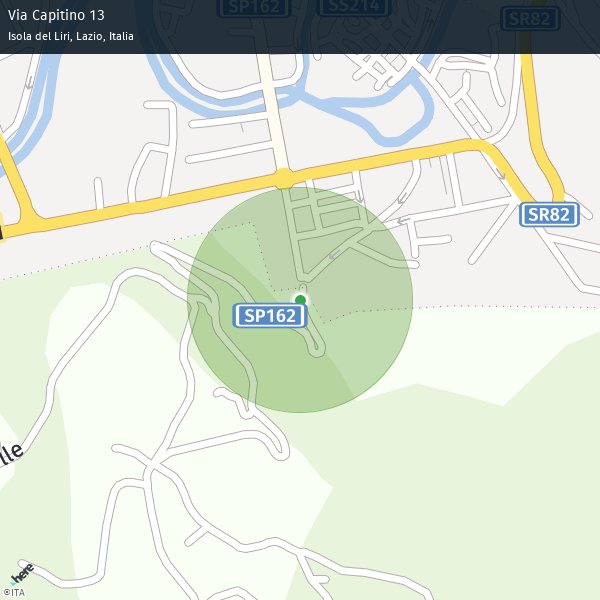 Via Capitino 13
Isola del Liri, Lazio, Italia
SP162
SS214
SR82
SR82
SP162
lle
here
©ITA